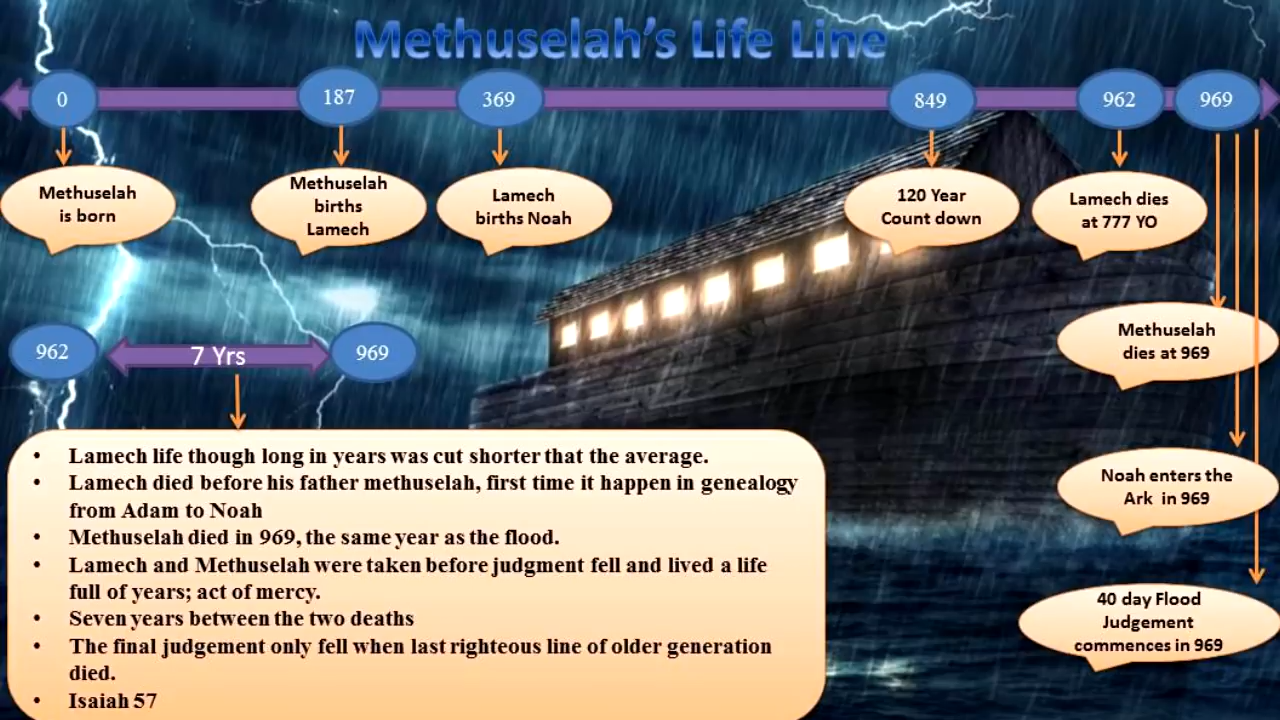 Methuselah's Life Line
0
187
369
849
962
969
Methuselah
is born
Methuselah
births
Lamech
Lamech
births Noah
120 Year
Count down
Lamech dies
at 777 YO
Methuselah
dies at 969
Noah enters the
Ark in 969
40 day Flood
Judgement
commences in 969
962
7 Yrs
969
• Lamech life though long in years was cut shorter that the average.
• Lamech died before his father methuselah, first time it happen in genealogy
from Adam to Noah
• Methuselah died in 969, the same year as the flood.
• Lamech and Methuselah were taken before judgment fell and lived a life
full of years; act of mercy.
• Seven years between the two deaths
• The final judgement only fell when last righteous line of older generation
died.
• Isaiah 57